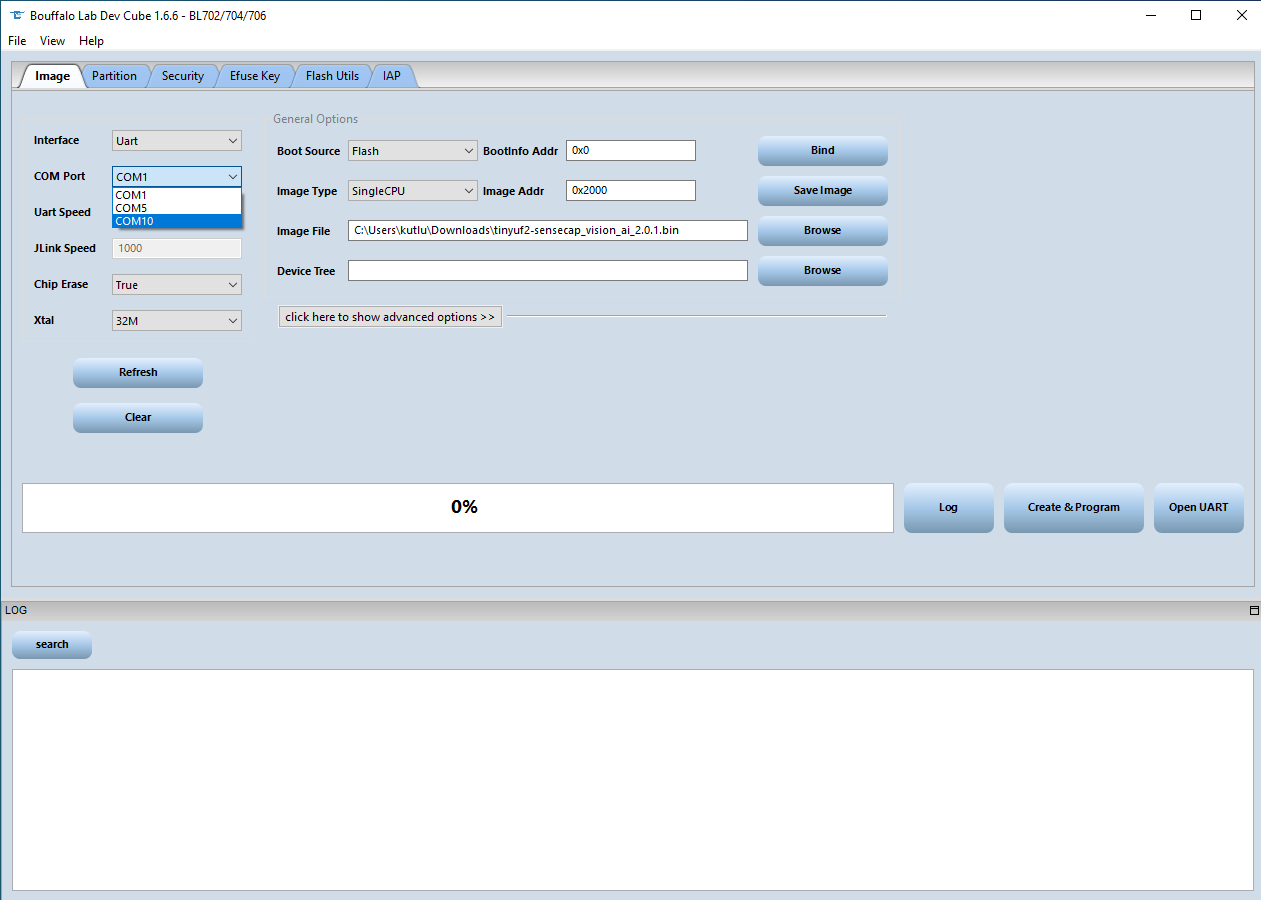 Bouffalo Lab Dev Cube 1.6.6 - BL702/704/706
File View Help
Image Partition Security Efuse Key Flash Utils IAP
General Options
Interface Uart
COM Port COM1
COM1
COM5
COM10
Uart Speed
JLink Speed 1000
Chip Erase True
Xtal 32M
Refresh
Clear
Boot Source Flash BootInfo Addr 0x0 Bind
Image Type SingleCPU Image Addr 0x2000 Save Image
Image File C:\Users\kutlu\Downloads\tinyuf2-sensecap_vision_ai_2.0.1.bin Browse
Device Tree Browse
click here to show advanced options >>
0% Log Create & Program Open UART
LOG
search